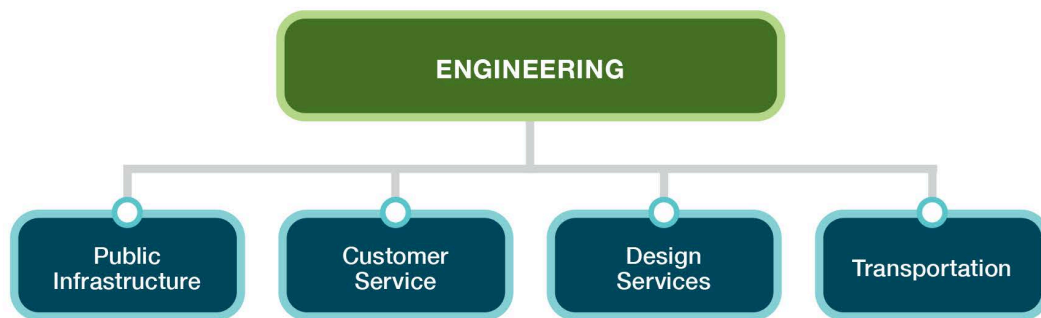 ENGINEERING
Public
Infrastructure
Customer
Service
Design
Services
Transportation